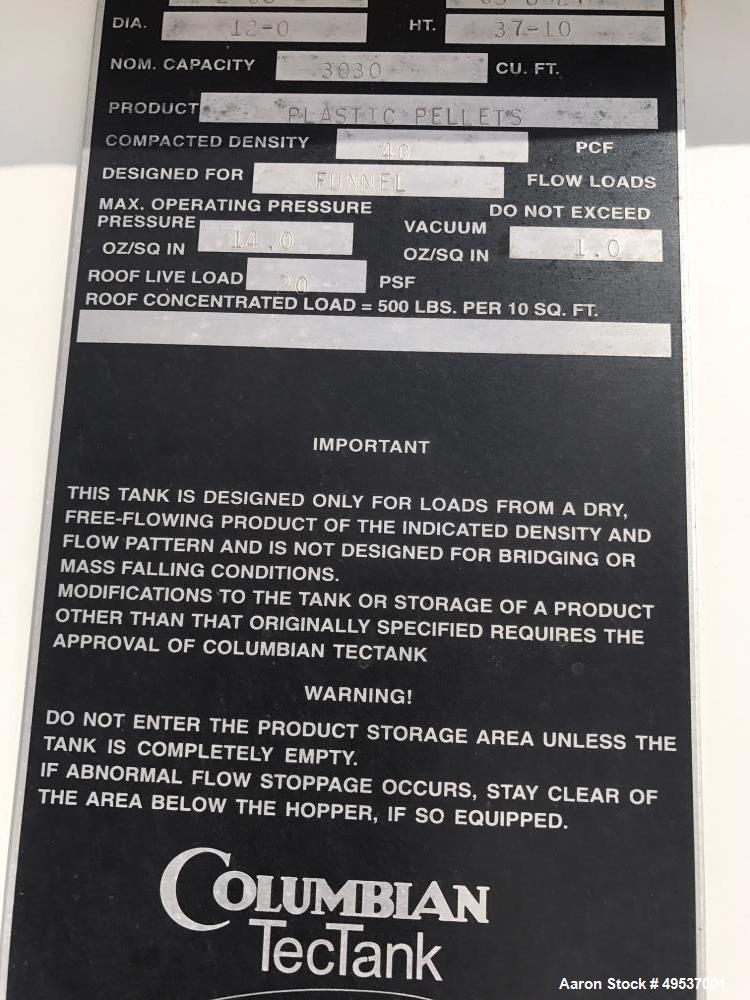 DIA. 12-0 HT. 37-10
NOM. CAPACITY 3030 CU. FT.
PRODUCT PLASTIC PELLETS
COMPACTED DENSITY 40 PCF
DESIGNED FOR FUNNEL FLOW LOADS
MAX. OPERATING PRESSURE DO NOT EXCEED
PRESSURE OZ/SQ IN 14.0 VACUUM OZ/SQ IN 1.0
ROOF LIVE LOAD 20 PSF
ROOF CONCENTRATED LOAD = 500 LBS. PER 10 SQ. FT.
IMPORTANT
THIS TANK IS DESIGNED ONLY FOR LOADS FROM A DRY,
FREE-FLOWING PRODUCT OF THE INDICATED DENSITY AND
FLOW PATTERN AND IS NOT DESIGNED FOR BRIDGING OR
MASS FALLING CONDITIONS.
MODIFICATIONS TO THE TANK OR STORAGE OF A PRODUCT
OTHER THAN THAT ORIGINALLY SPECIFIED REQUIRES THE
APPROVAL OF COLUMBIAN TECTANK
WARNING!
DO NOT ENTER THE PRODUCT STORAGE AREA UNLESS THE
TANK IS COMPLETELY EMPTY.
IF ABNORMAL FLOW STOPPAGE OCCURS, STAY CLEAR OF
THE AREA BELOW THE HOPPER, IF SO EQUIPPED.
COLUMBIAN
TecTank
Aaron Stock # 49537001